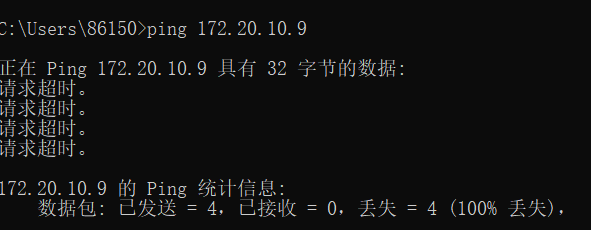 C:\Users\86150>ping 172.20.10.9
正在 Ping 172.20.10.9 具有 32 字节的数据:
请求超时。
请求超时。
请求超时。
请求超时。
172.20.10.9 的 Ping 统计信息:
数据包: 已发送 = 4，已接收 = 0，丢失 = 4 (100% 丢失)，